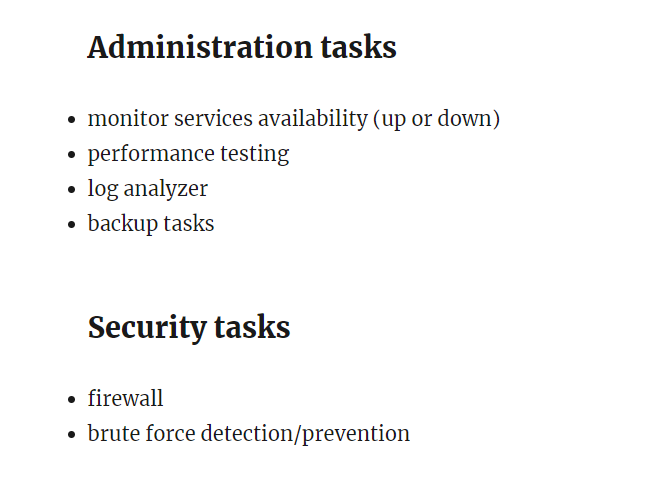 Administration tasks
monitor services availability (up or down)
performance testing
log analyzer
backup tasks
Security tasks
firewall
brute force detection/prevention